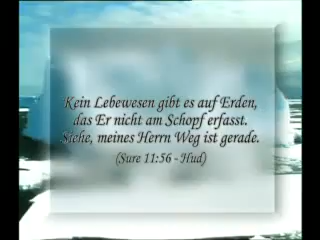 Kein Lebewesen gibt es auf Erden,
das Er nicht am Schopf erfasst.
Siehe, meines Herrn Weg ist gerade.
(Sure 11:56 - Hud)